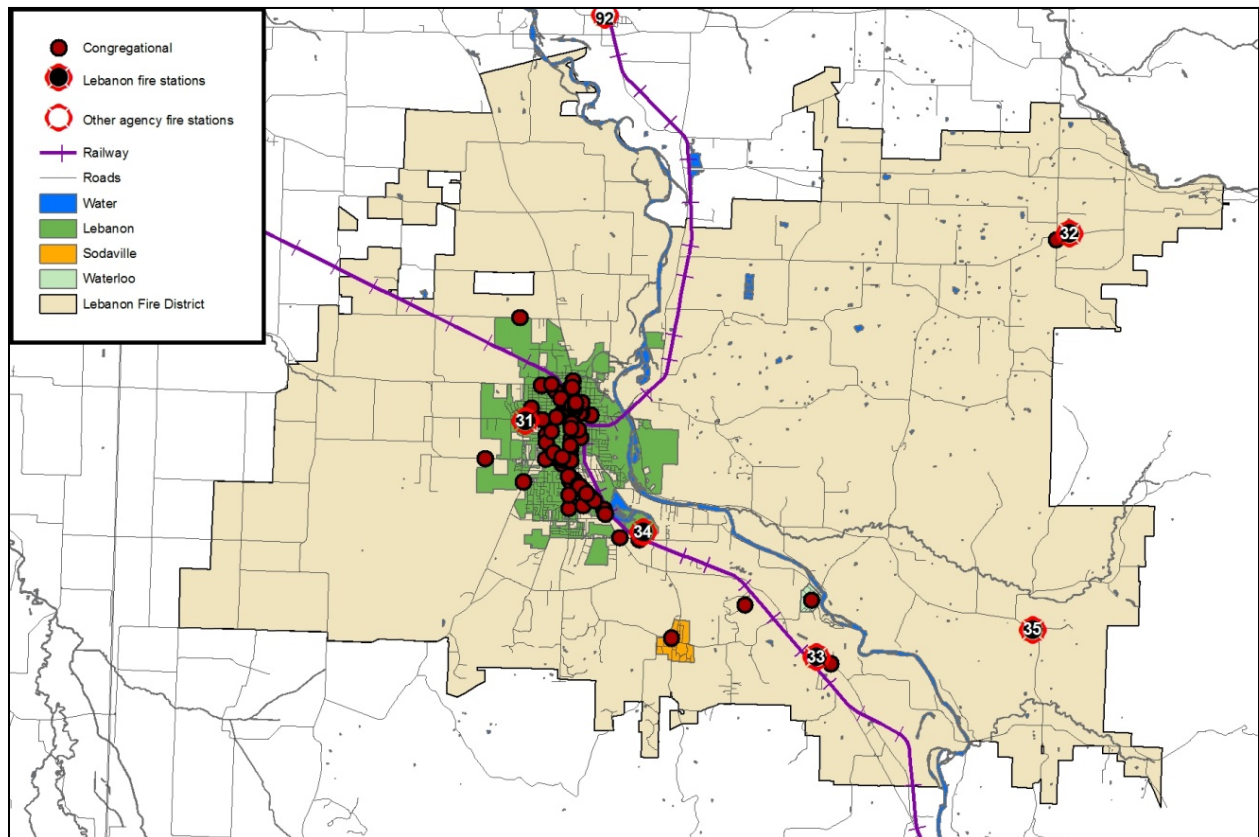 92
Congregational
Lebanon fire stations
Other agency fire stations
Railway
Roads
Water
Lebanon
Sodaville
Waterloo
Lebanon Fire District
32
31
34
35
33